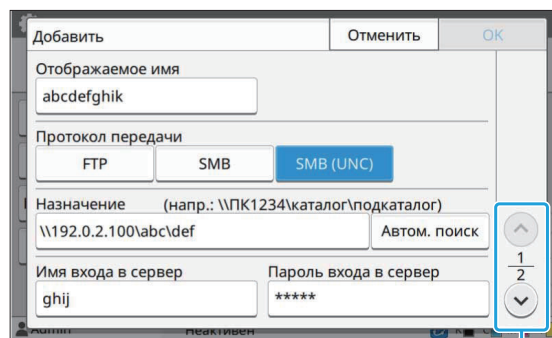 Добавить Отменить OK
Отображаемое имя
abcdefghik
Протокол передачи
FTP SMB SMB (UNC)
Назначение (напр.: \\ПК1234\каталог\подкаталог)
\\192.0.2.100\abc\def Автом. поиск
1
2
Имя входа в сервер Пароль входа в сервер
ghij *****
Admin Неактивен